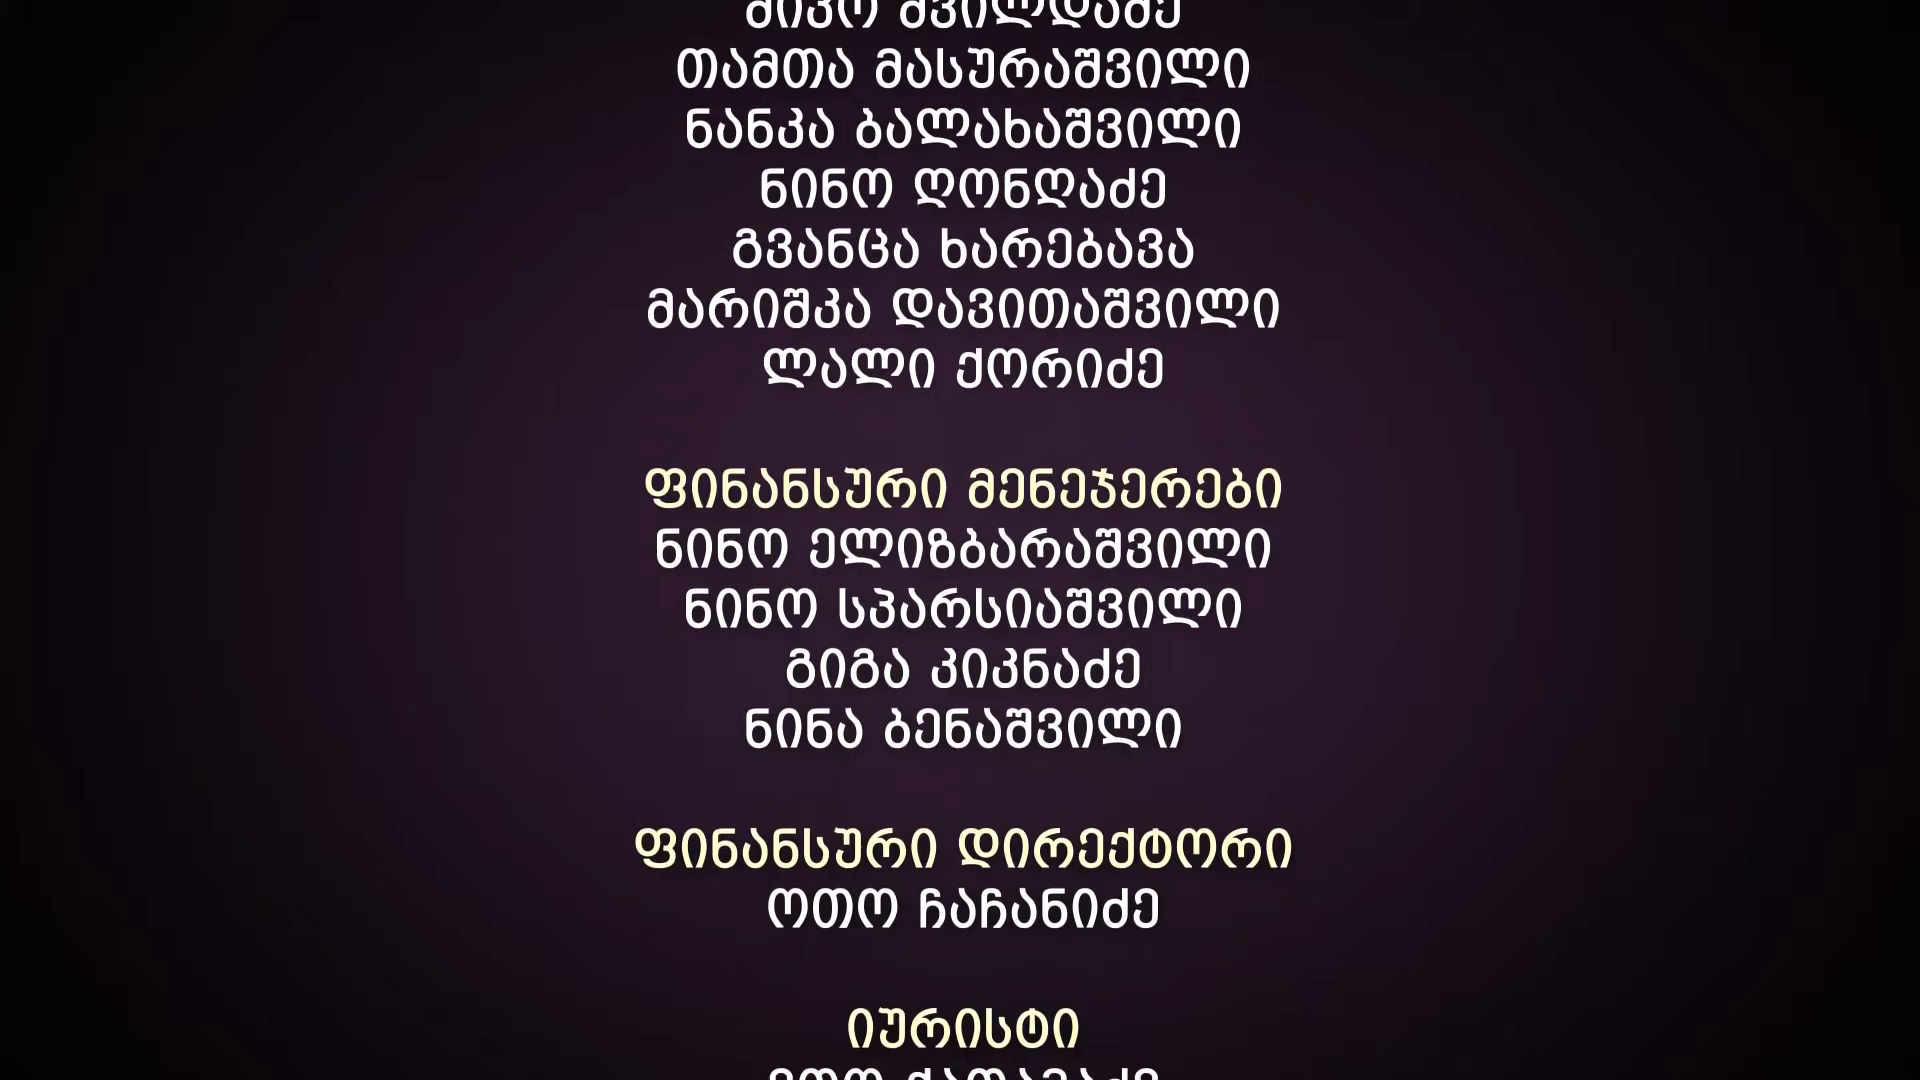 თამთა მასურაშვილი
ნანკა ბალახაშვილი
ნინო ღონღაძე
გვანცა ხარებავა
მარიშკა დავითაშვილი
ლალი ქორიძე
ფინანსური მენეჯერები
ნინო ელიზბარაშვილი
ნინო სპარსიაშვილი
გიგა კიკნაძე
ნინა ბენაშვილი
ფინანსური დირექტორი
ოთო ჩაჩანიძე
იურისტი